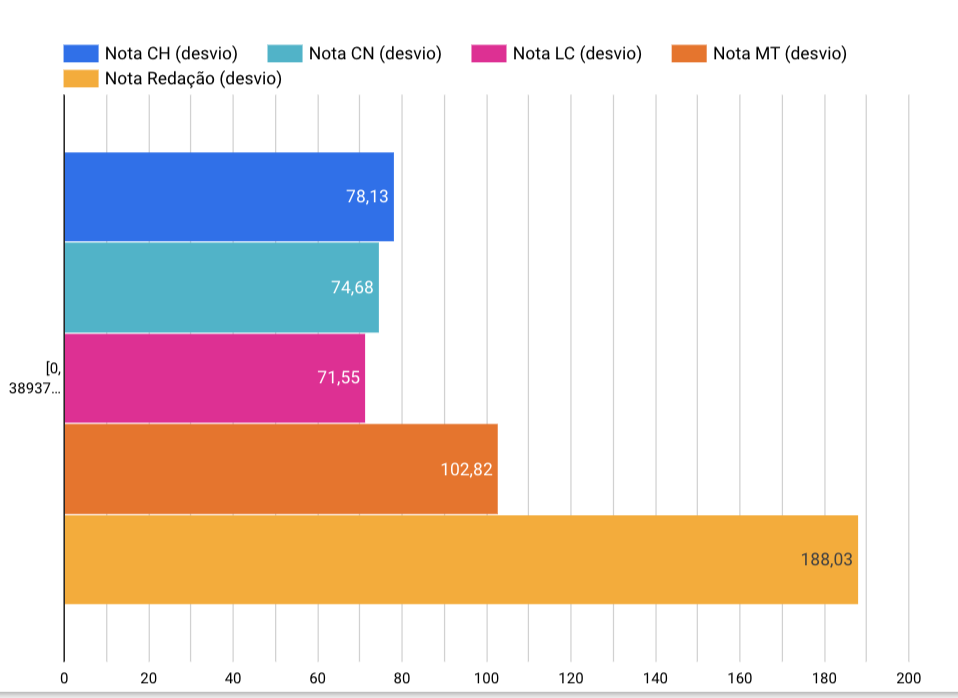 Nota CH (desvio) Nota CN (desvio) Nota LC (desvio) Nota MT (desvio)
Nota Redação (desvio)
78,13
74,68
[0,
38937...
71,55
102,82
188,03
0 20 40 60 80 100 120 140 160 180 200